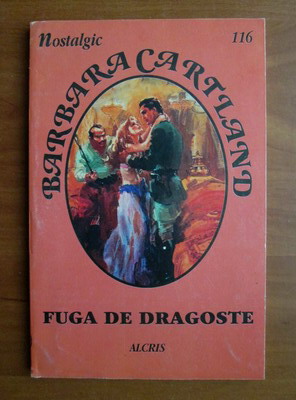 Nostalgic 116
BARBARA CARTLAND
FUGA DE DRAGOSTE
ALCRIS